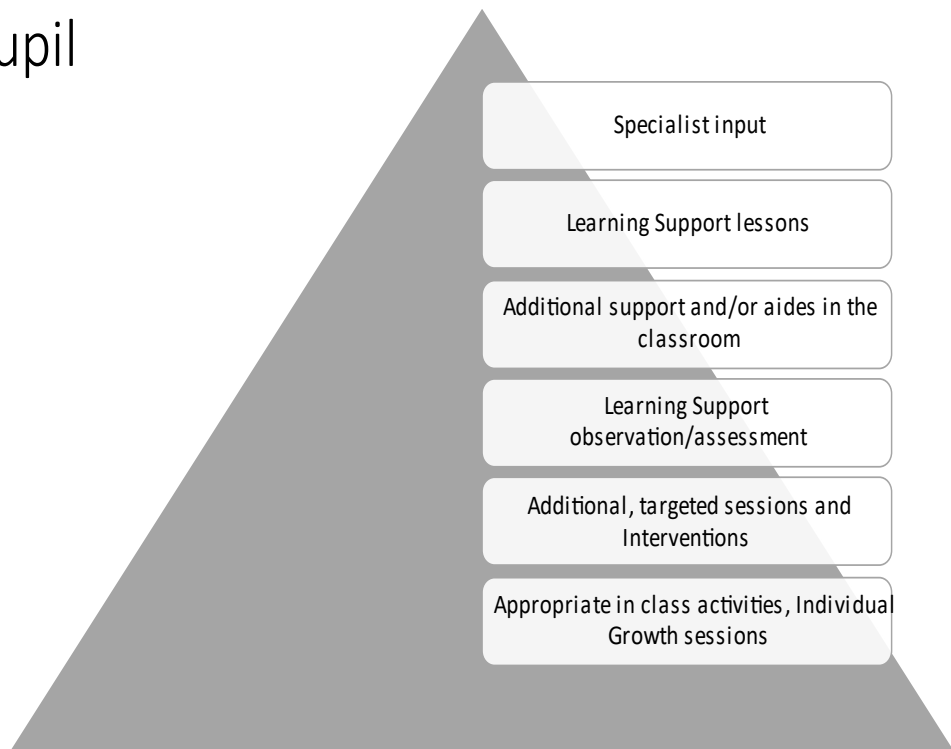 upil
Specialist input
Learning Support lessons
Additional support and/or aides in the
classroom
Learning Support
observation/assessment
Additional, targeted sessions and
Interventions
Appropriate in class activities, Individual
Growth sessions